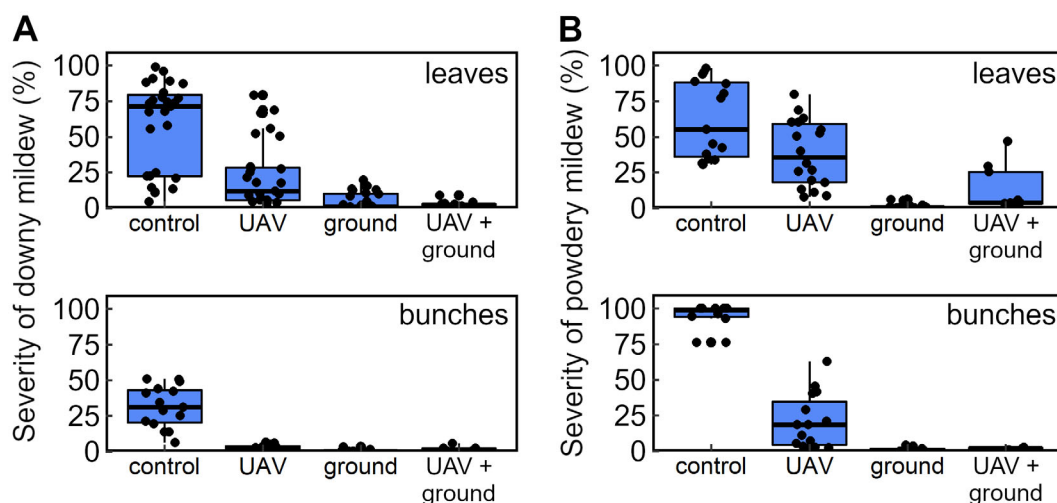 A
Severity of downy mildew (%)
100
75
50
25
0
leaves
control UAV ground UAV +
ground
100
75
50
25
0
bunches
control UAV ground UAV +
ground
B
Severity of powdery mildew (%)
100
75
50
25
0
leaves
control UAV ground UAV +
ground
100
75
50
25
0
bunches
control UAV ground UAV +
ground